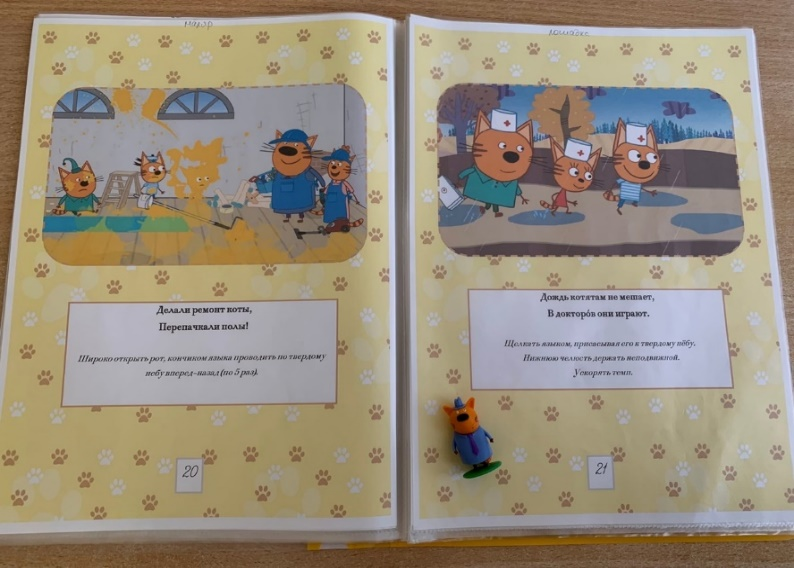 маляр
Делали ремонт коты,
Перепачкали полы!
Широко открыть рот, кончиком языка проводить по твердому
небу вперед-назад (по 5 раз).
20
лошадка
Дождь котятам не мешает,
В докторов они играют.
Щелкать языком, присасывая его к твердому нёбу.
Нижнюю челюсть держать неподвижной.
Ускорять темп.
21